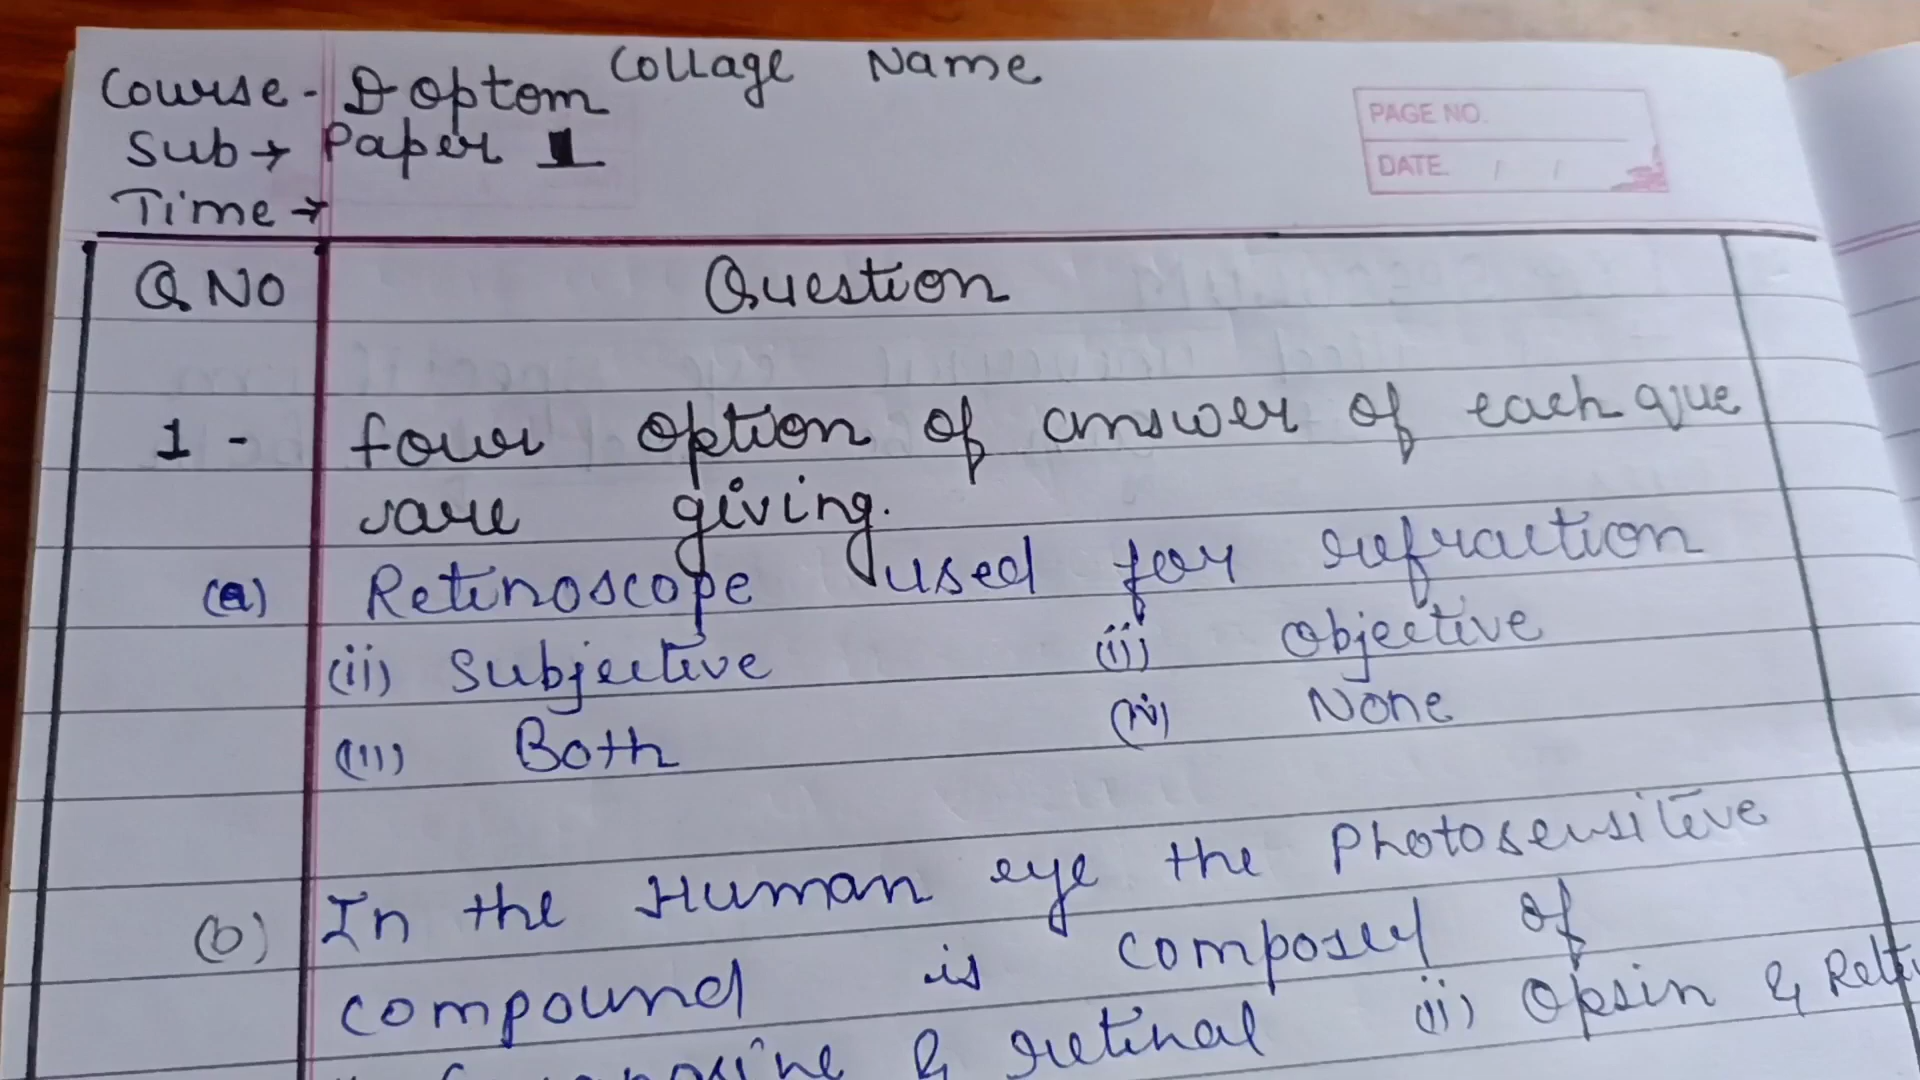 Collage Name
Course - D optom
Sub → Paper 1
Time →
PAGE NO.
DATE / /
Q NO Question
1 - four option of answer of each que
are giving.
(a) Retinoscope used for refraction
(ii) Subjective (ii) objective
(III) Both (iv) None
(b) In the Human eye the Photosensitive
compound is composed of
& retinal (ii) Opsin &